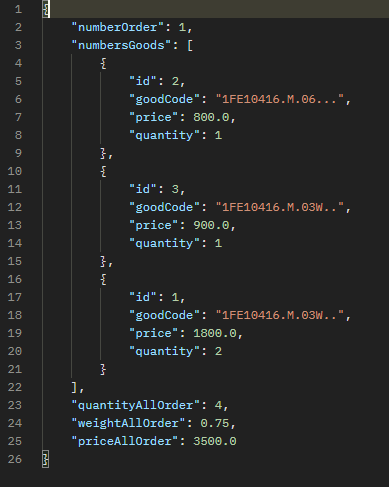 1 {
2 "numberOrder": 1,
3 "numbersGoods": [
4 {
5 "id": 2,
6 "goodCode": "1FE10416.M.06...",
7 "price": 800.0,
8 "quantity": 1
9 },
10 {
11 "id": 3,
12 "goodCode": "1FE10416.M.03W..",
13 "price": 900.0,
14 "quantity": 1
15 },
16 {
17 "id": 1,
18 "goodCode": "1FE10416.M.03W..",
19 "price": 1800.0,
20 "quantity": 2
21 }
22 ],
23 "quantityAllOrder": 4,
24 "weightAllOrder": 0.75,
25 "priceAllOrder": 3500.0
26 }